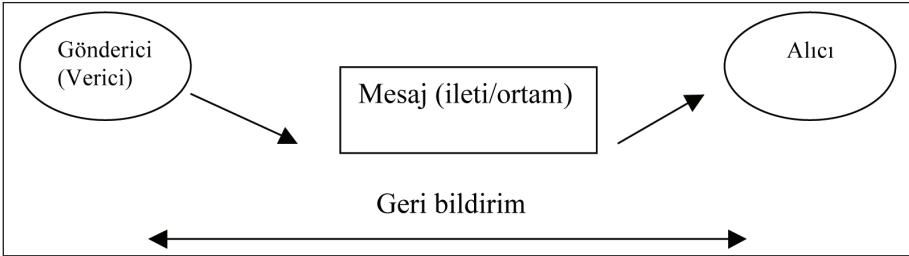 Gönderici
(Verici)
Mesaj (ileti/ortam)
Alıcı
Geri bildirim